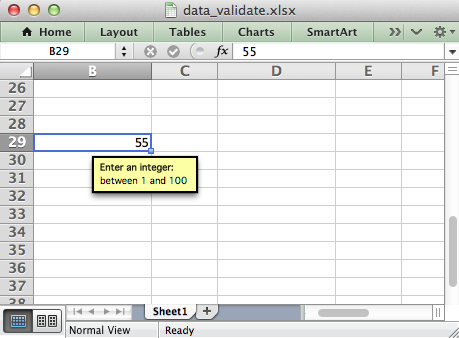 data_validate.xlsx
Home Layout Tables Charts SmartArt
B29 fx 55
B C D E F
26
27
28
29 55
30
31
32
33
34
35
36
37
38
Enter an integer:
between 1 and 100
Sheet1
Normal View Ready